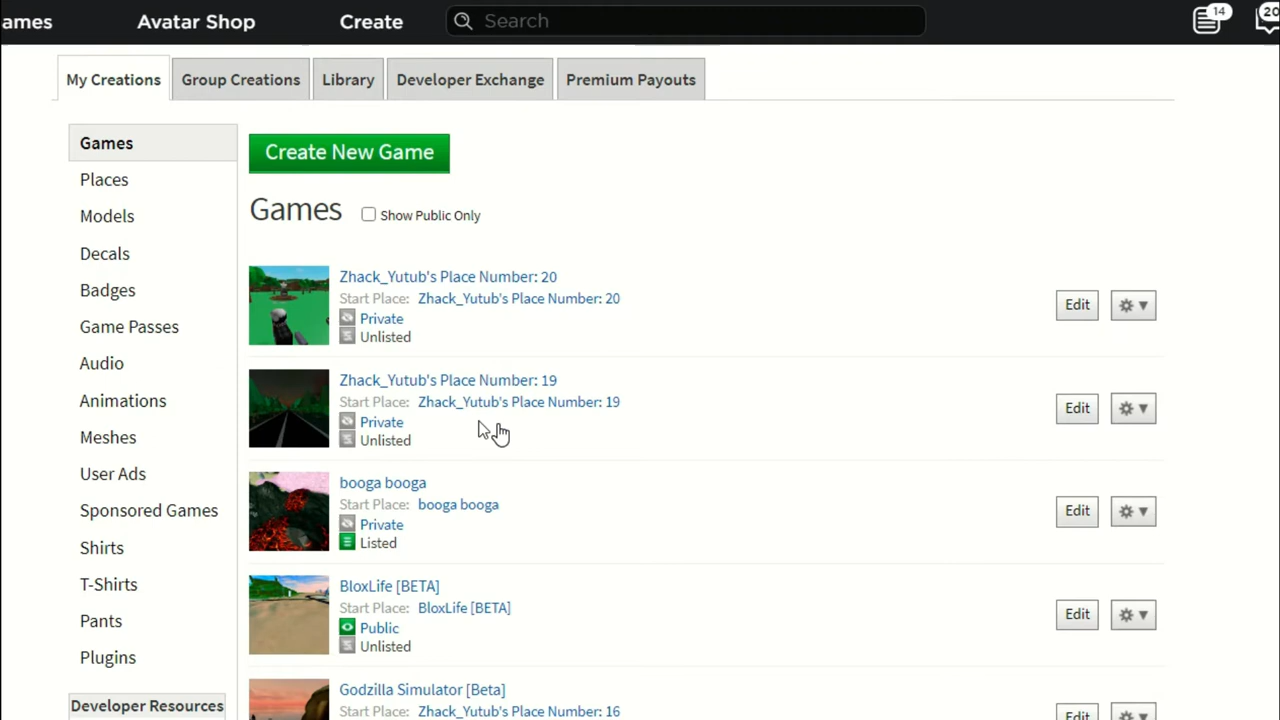 ames Avatar Shop Create Search 14 20
My Creations Group Creations Library Developer Exchange Premium Payouts
Games
Places
Models
Decals
Badges
Game Passes
Audio
Animations
Meshes
User Ads
Sponsored Games
Shirts
T-Shirts
Pants
Plugins
Developer Resources
Create New Game
Games Show Public Only
Zhack_Yutub's Place Number: 20
Start Place: Zhack_Yutub's Place Number: 20
Private
Unlisted
Edit
Zhack_Yutub's Place Number: 19
Start Place: Zhack_Yutub's Place Number: 19
Private
Unlisted
Edit
booga booga
Start Place: booga booga
Private
Listed
Edit
BloxLife [BETA]
Start Place: BloxLife [BETA]
Public
Unlisted
Edit
Godzilla Simulator [Beta]
Start Place: Zhack_Yutub's Place Number: 16
Edit